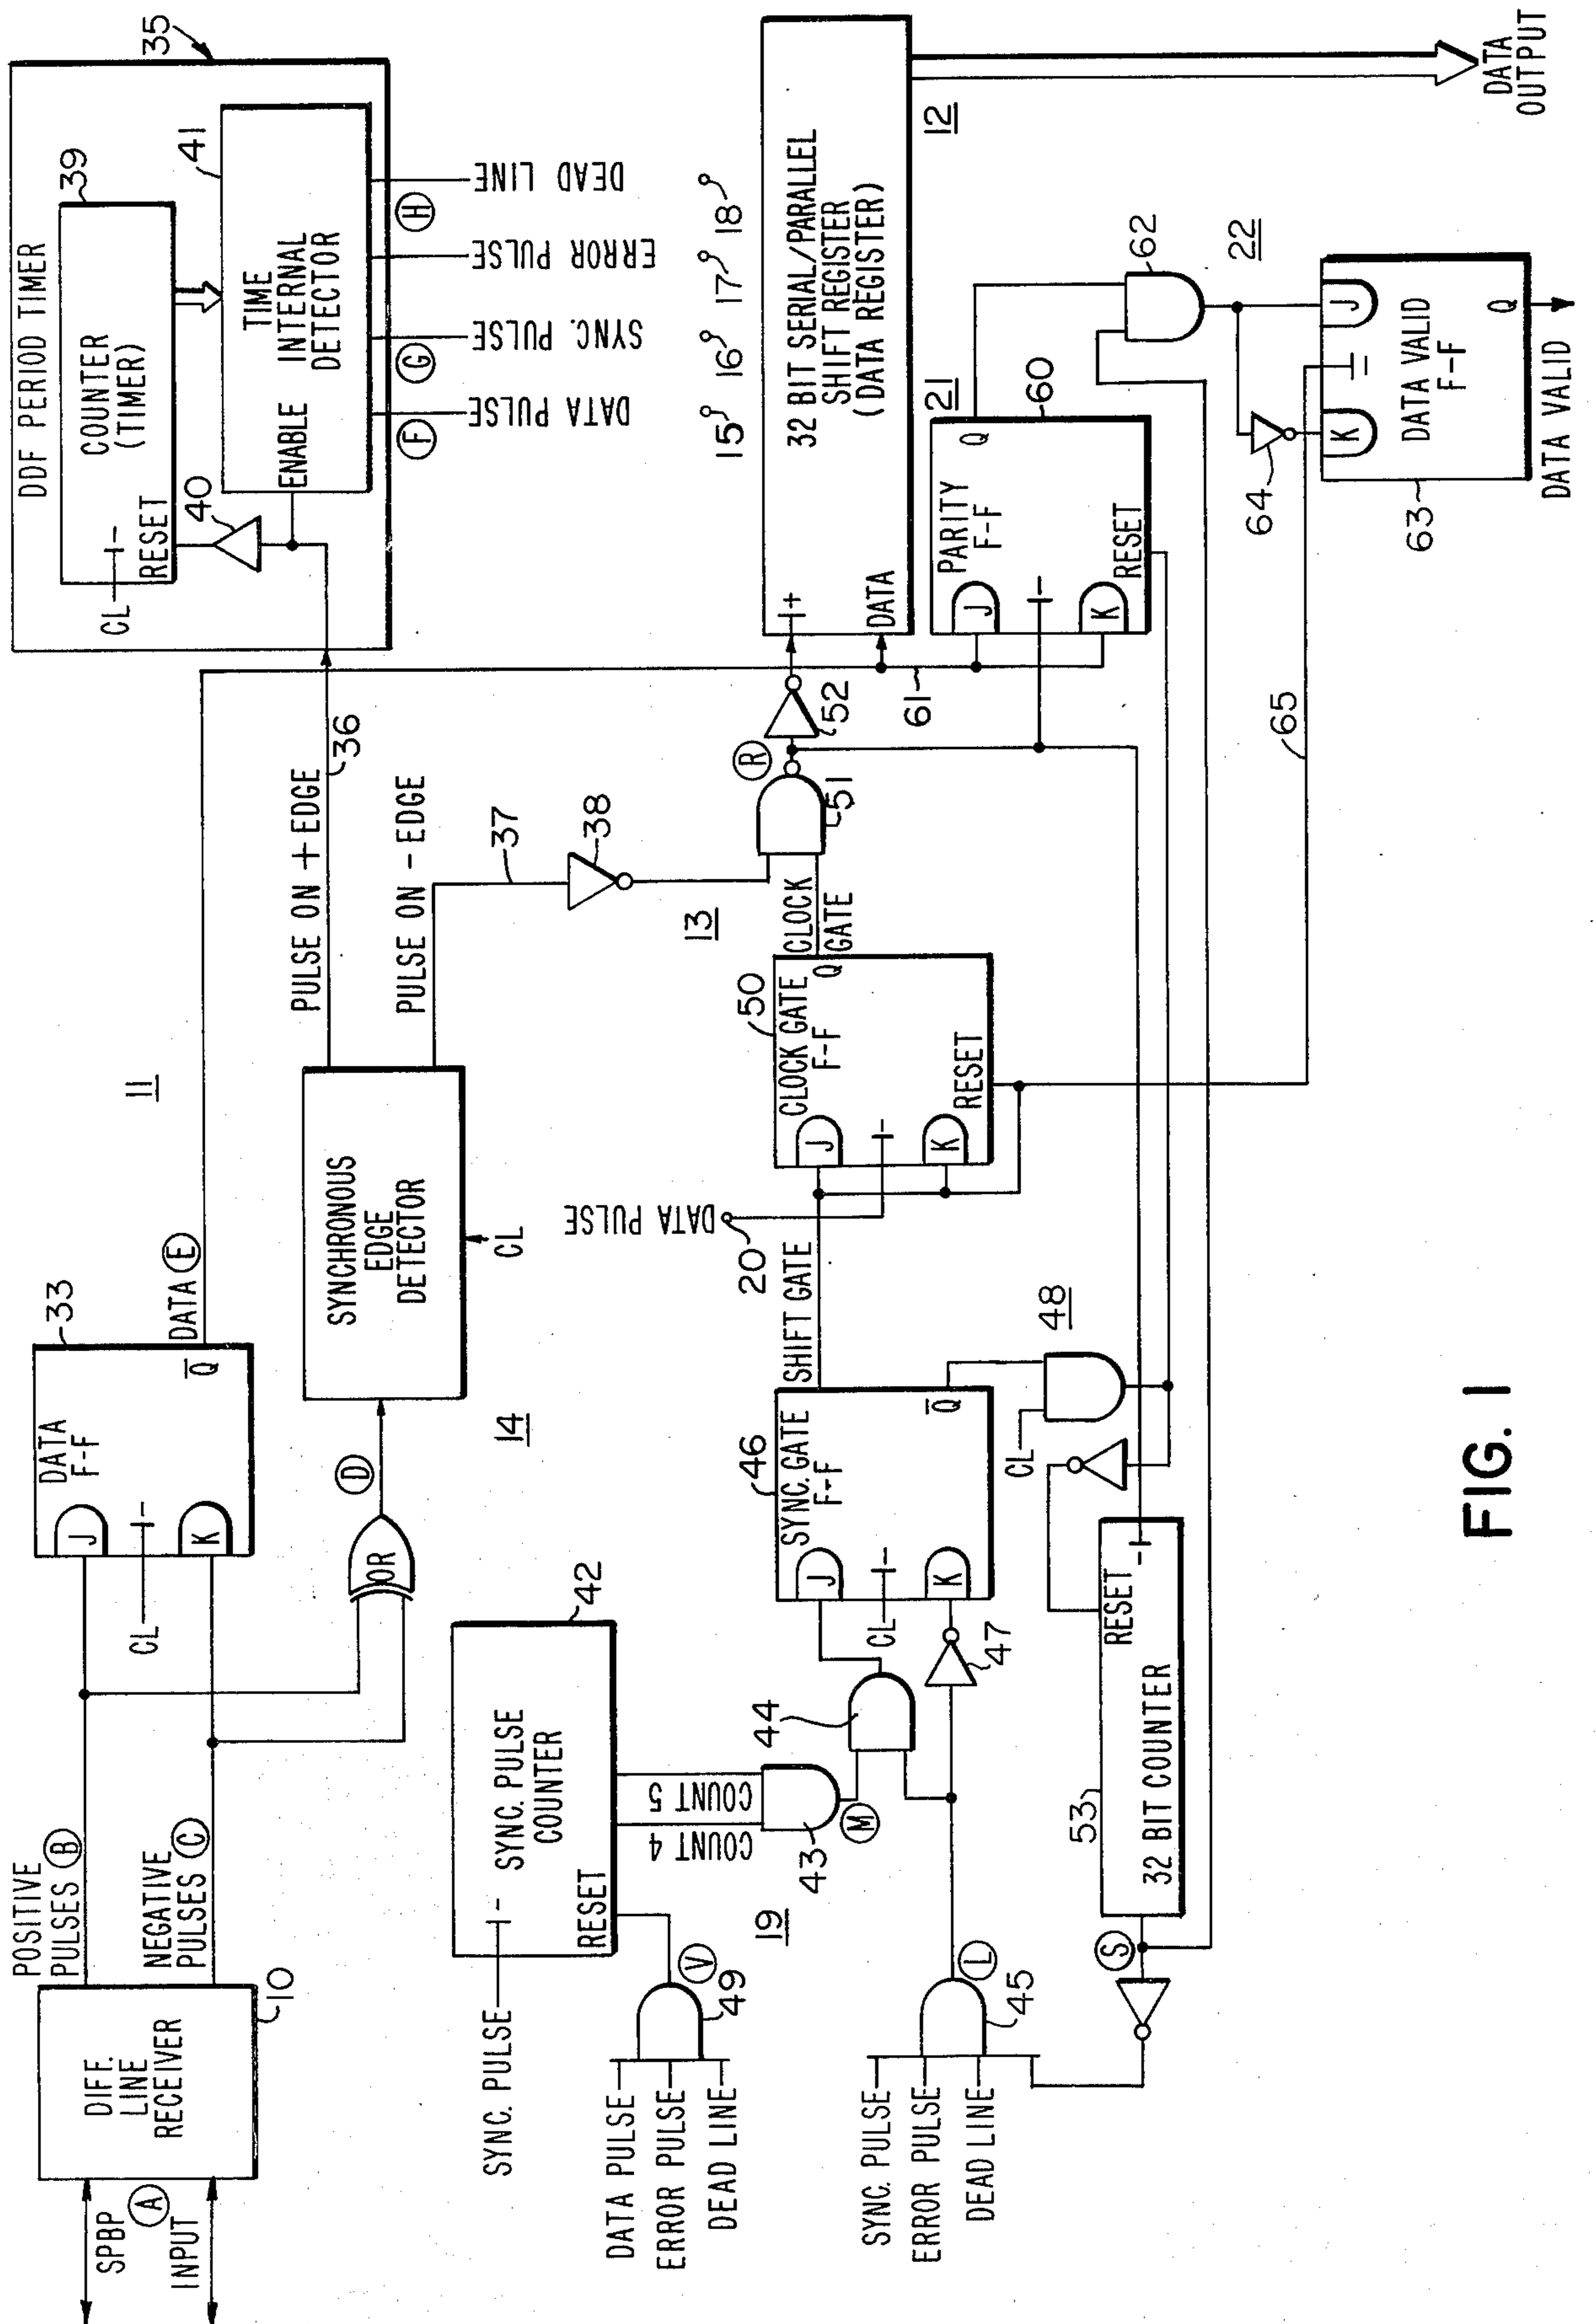 SPBP
INPUT
A
DIFF.
LINE
RECEIVER
10
POSITIVE
PULSES B
NEGATIVE
PULSES C
CL
J
K
DATA
F-F
Q
33
DATA E
11
OR
D
SYNCHRONOUS
EDGE
DETECTOR
CL
14
PULSE ON + EDGE
36
PULSE ON - EDGE
37
38
13
DDF PERIOD TIMER
35
COUNTER
(TIMER)
39
CL
RESET
40
ENABLE
TIME
INTERNAL
DETECTOR
41
F
DATA PULSE
G
SYNC. PULSE
ERROR PULSE
H
DEAD LINE
15
16
17
18
SYNC. PULSE
SYNC. PULSE
COUNTER
42
RESET
DATA PULSE
ERROR PULSE
DEAD LINE
V
49
COUNT 4
COUNT 5
43
M
19
44
SYNC. PULSE
ERROR PULSE
DEAD LINE
L
45
47
SYNC. GATE
F-F
46
J
CL
K
Q
SHIFT GATE
DATA PULSE
20
CLOCK GATE
F-F
50
J
K
Q
RESET
CLOCK
GATE
51
R
52
+
DATA
32 BIT SERIAL/PARALLEL
SHIFT REGISTER
(DATA REGISTER)
12
DATA
OUTPUT
61
PARITY
F-F
J
K
Q
RESET
21
60
62
22
64
65
J
K
DATA VALID
F-F
Q
63
DATA VALID
CL
48
S
53
32 BIT COUNTER
RESET
FIG. 1